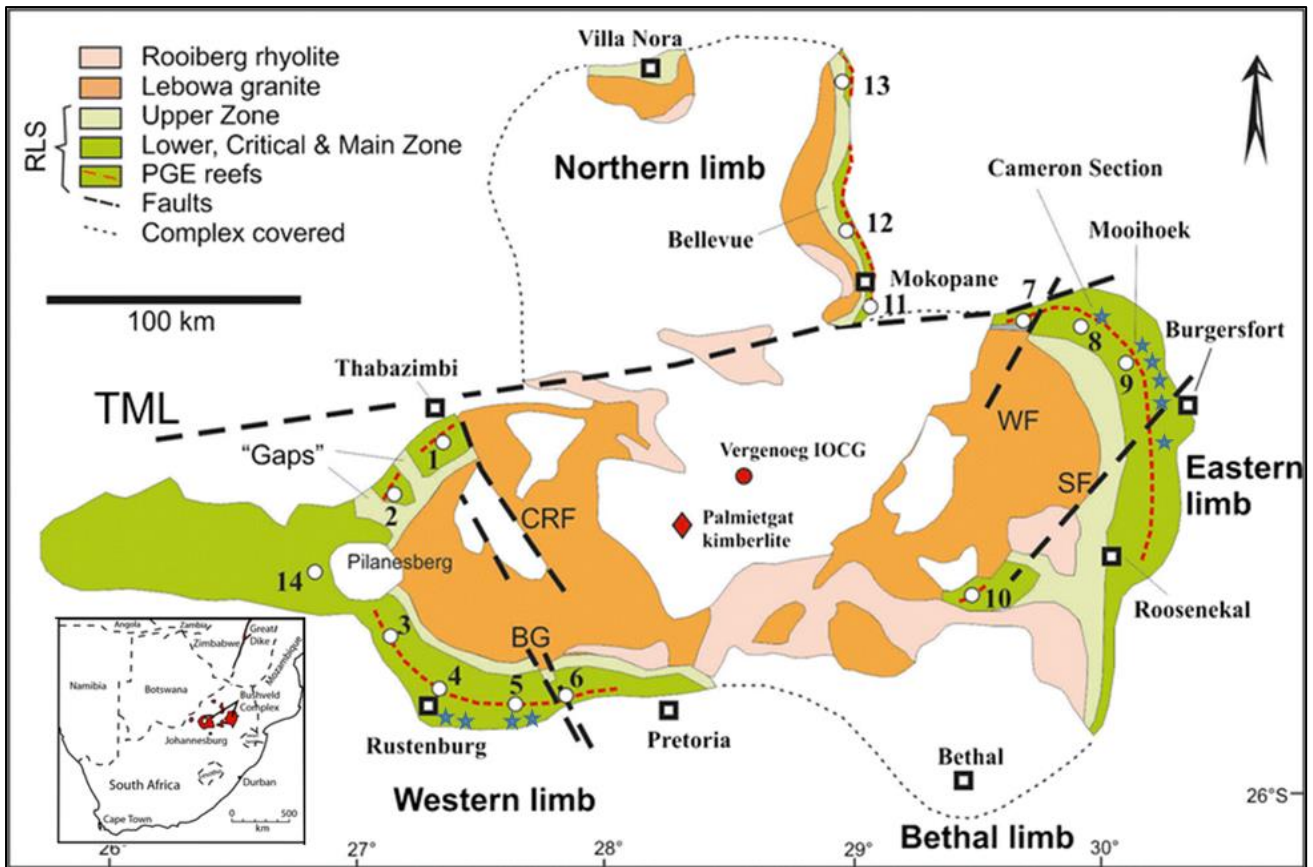 Rooiberg rhyolite
Lebowa granite
Upper Zone
Lower, Critical & Main Zone
PGE reefs
Faults
Complex covered
RLS
100 km
Villa Nora
13
Northern limb
Cameron Section
Mooihoek
Bellevue
12
Mokopane
11
7
8
Burgersfort
9
Thabazimbi
TML
"Gaps"
1
2
WF
Vergenoeg IOCG
SF
Eastern
limb
CRF
Palmietgat
kimberlite
Pilanesberg
14
10
Roosenekal
3
BG
4
5
6
Rustenburg
Pretoria
Bethal
Western limb
Bethal limb
26°S
26°
27°
28°
29°
30°
Angola
Zambia
Zimbabwe
Great
Dike
Mozambique
Namibia
Botswana
Bushveld
Complex
Johannesburg
South Africa
Durban
Cape Town
0
500
km